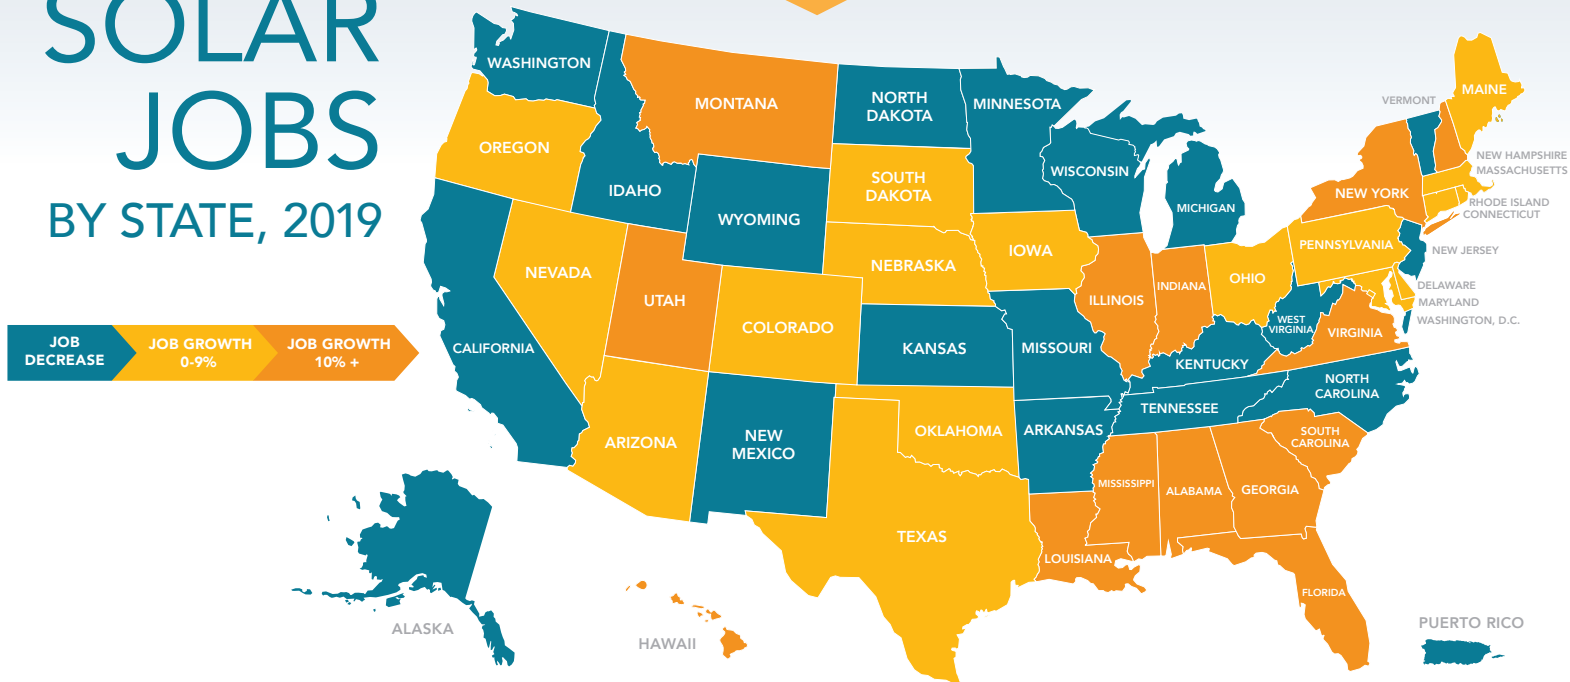 SOLAR
JOBS
BY STATE, 2019
JOB
DECREASE
JOB GROWTH
0-9%
JOB GROWTH
10% +
WASHINGTON
OREGON
IDAHO
MONTANA
WYOMING
NORTH
DAKOTA
SOUTH
DAKOTA
MINNESOTA
WISCONSIN
MICHIGAN
NEBRASKA
IOWA
NEVADA
UTAH
COLORADO
CALIFORNIA
KANSAS
MISSOURI
ILLINOIS
INDIANA
OHIO
KENTUCKY
WEST
VIRGINIA
VIRGINIA
PENNSYLVANIA
NEW YORK
VERMONT
MAINE
NEW HAMPSHIRE
MASSACHUSETTS
RHODE ISLAND
CONNECTICUT
NEW JERSEY
DELAWARE
MARYLAND
WASHINGTON, D.C.
ARIZONA
NEW
MEXICO
OKLAHOMA
ARKANSAS
TENNESSEE
NORTH
CAROLINA
SOUTH
CAROLINA
TEXAS
LOUISIANA
MISSISSIPPI
ALABAMA
GEORGIA
FLORIDA
ALASKA
HAWAII
PUERTO RICO